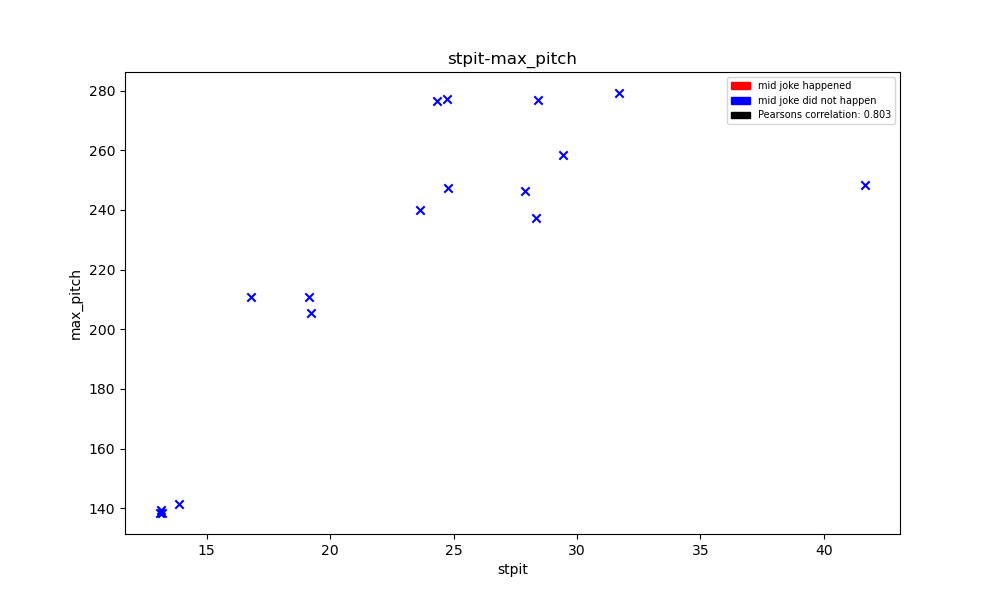 stpit-max_pitch
mid joke happened
mid joke did not happen
Pearsons correlation: 0.803
280
260
240
220
200
180
160
140
max_pitch
15 20 25 30 35 40
stpit